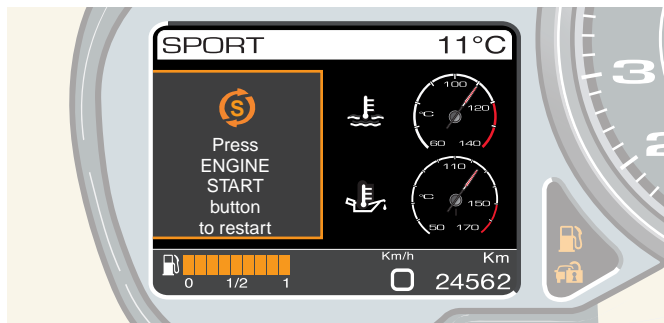 SPORT 11°C
S
Press
ENGINE
START
button
to restart
100
°C 120
60 140
110
°C 150
50 170
0 1/2 1
Km/h Km
0 24562
3
2